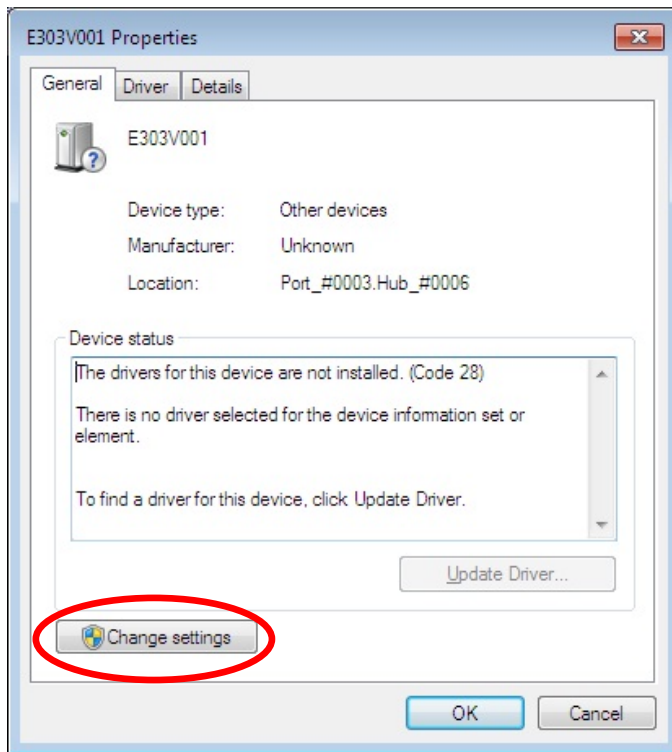 E303V001 Properties
General
Driver
Details
E303V001
Device type: Other devices
Manufacturer: Unknown
Location: Port_#0003.Hub_#0006
Device status
The drivers for this device are not installed. (Code 28)
There is no driver selected for the device information set or
element.
To find a driver for this device, click Update Driver.
Update Driver...
Change settings
OK
Cancel